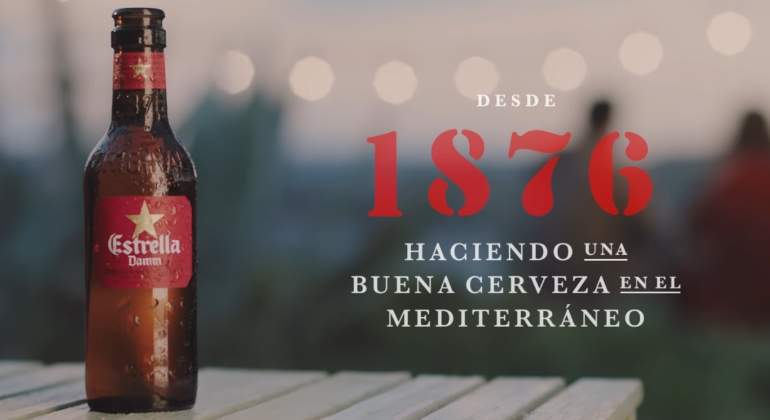 Estrella
Damm
DESDE
1876
HACIENDO UNA
BUENA CERVEZA EN EL
MEDITERRÁNEO